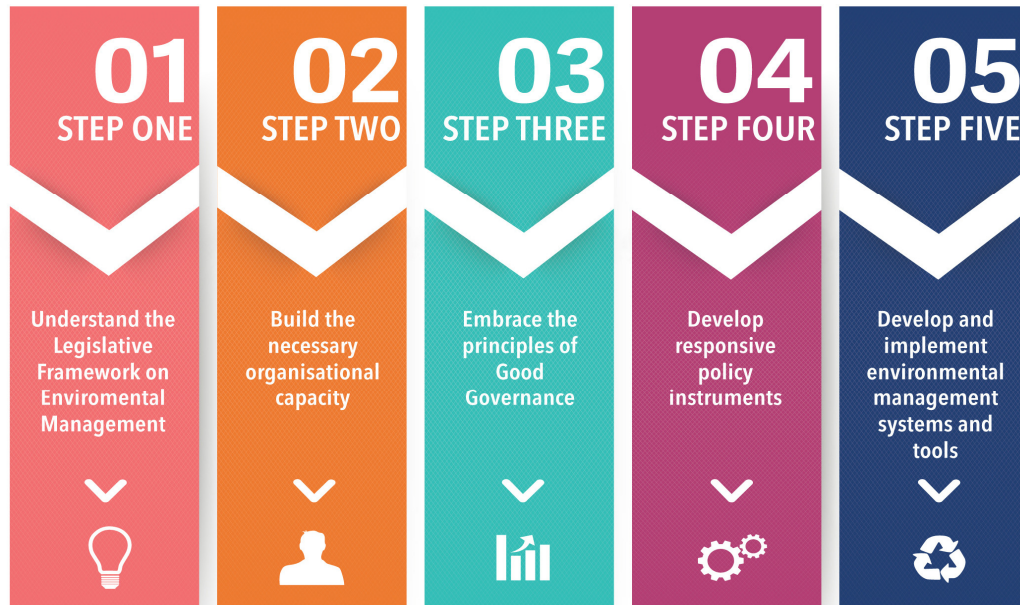 01
STEP ONE
Understand the
Legislative
Framework on
Enviromental
Management
02
STEP TWO
Build the
necessary
organisational
capacity
03
STEP THREE
Embrace the
principles of
Good
Governance
04
STEP FOUR
Develop
responsive
policy
instruments
05
STEP FIVE
Develop and
implement
environmental
management
systems and
tools